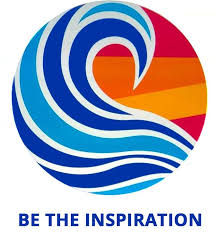 BE THE INSPIRATION